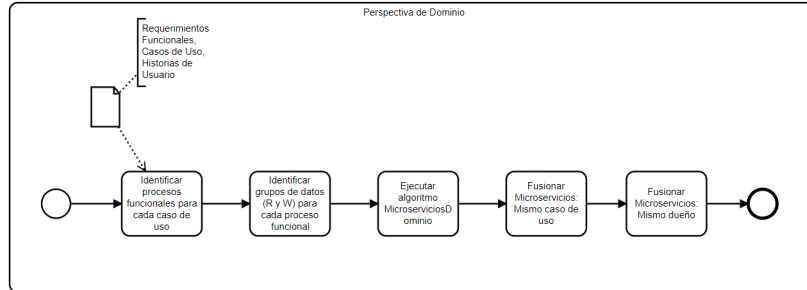 Perspectiva de Dominio
Requerimientos
Funcionales,
Casos de Uso,
Historias de
Usuario
Identificar
procesos
funcionales para
cada caso de
uso
Identificar
grupos de datos
(R y W) para
cada proceso
funcional
Ejecutar
algoritmo
MicroserviciosD
ominio
Fusionar
Microservicios:
Mismo caso de
uso
Fusionar
Microservicios:
Mismo dueño